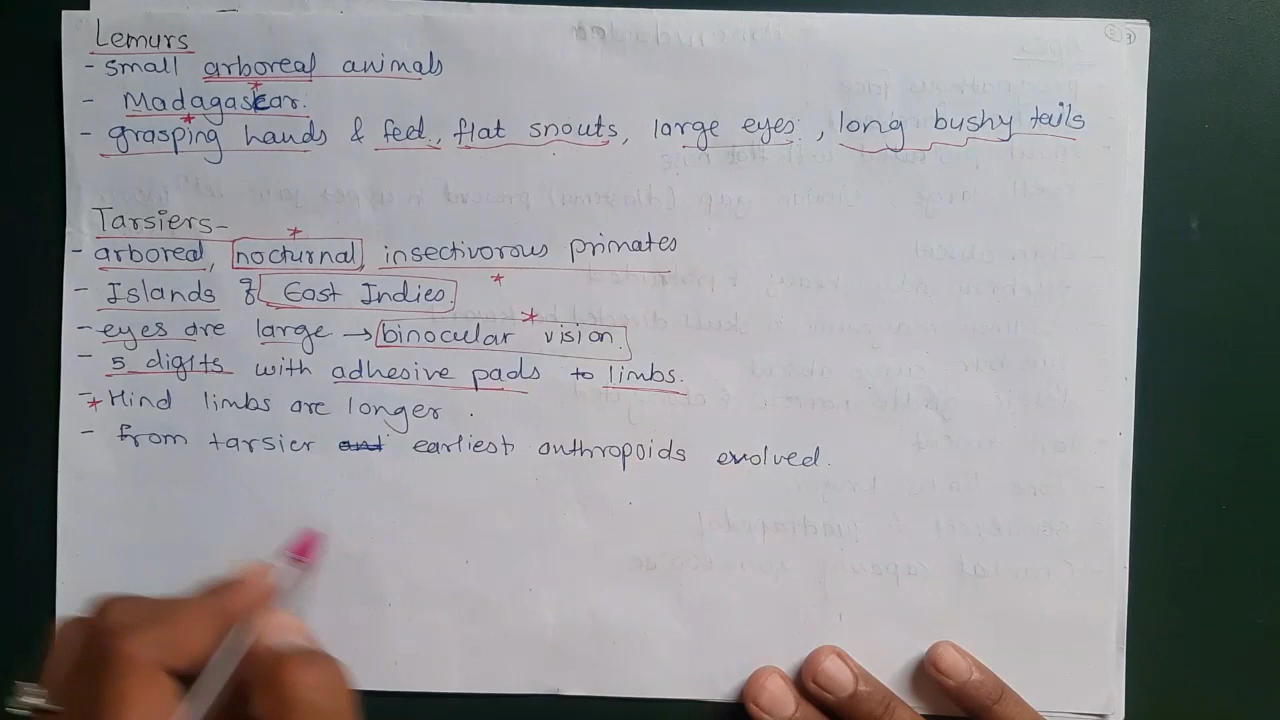 Lemurs
- small arboreal animals
- Madagascar.
- grasping hands & feet, flat snouts, large eyes, long bushy tails
Tarsiers-
- arboreal, nocturnal, insectivorous primates
- Islands of East Indies.
- eyes are large → binocular vision.
- 5 digits with adhesive pads to limbs.
- Hind limbs are longer.
- from tarsier earliest anthropoids evolved.